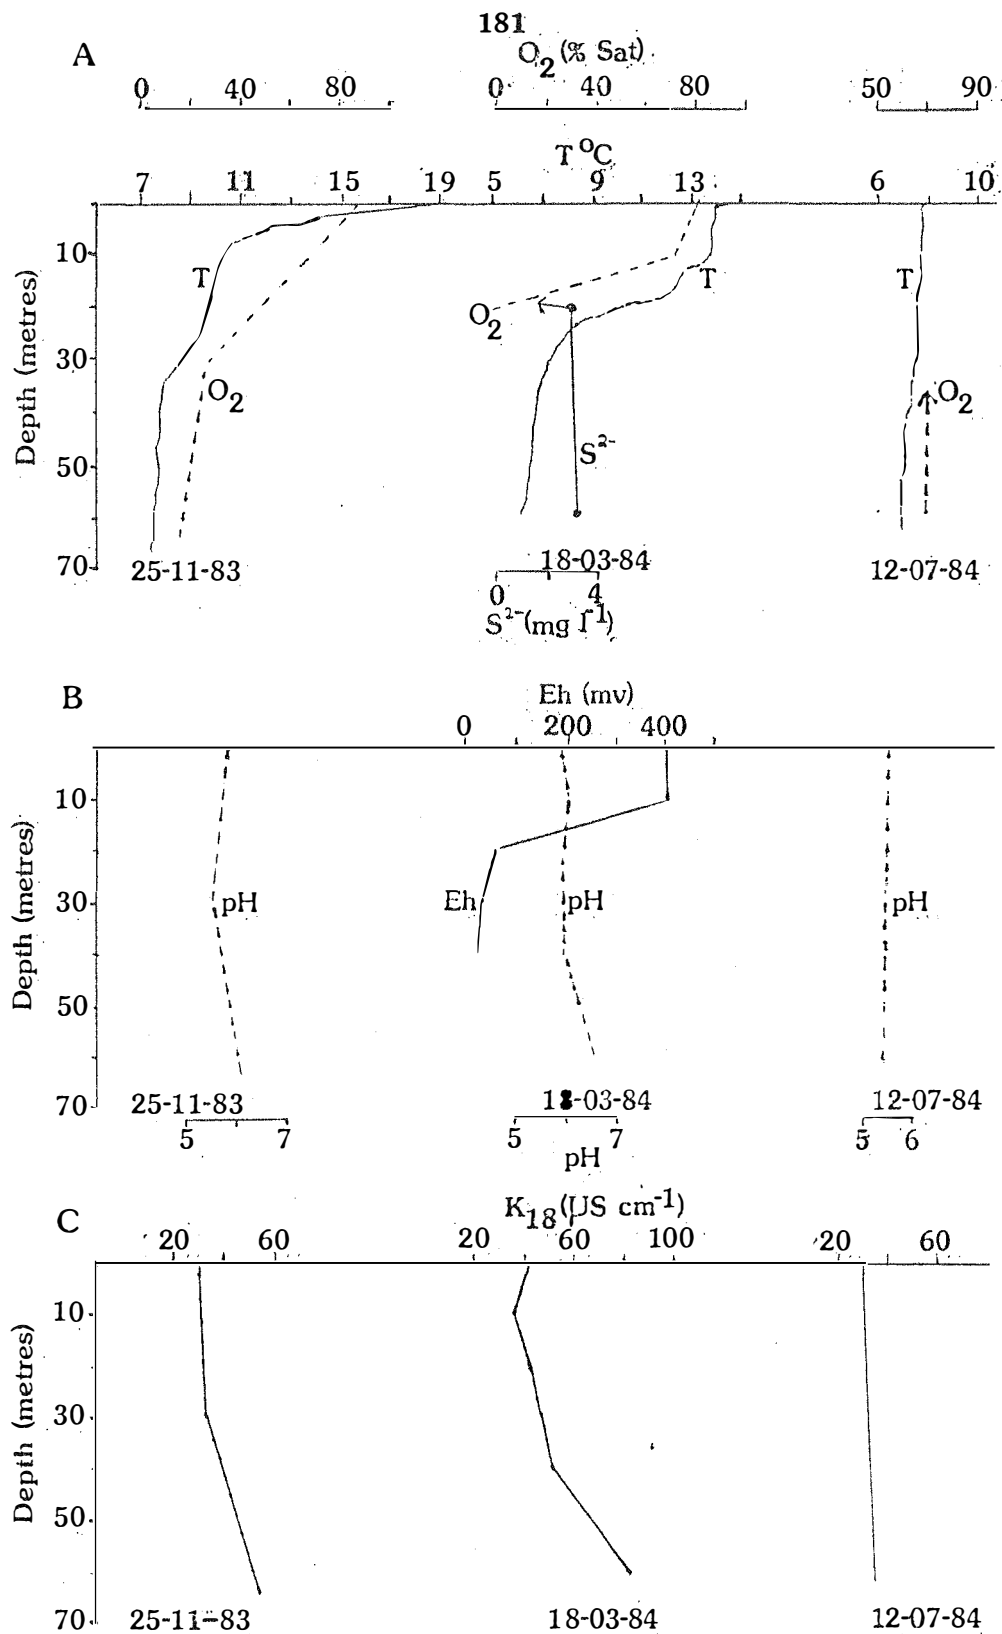 181
A
O2 (% Sat)
0 40 80 0 40 80 50 90
T °C
7 11 15 19 5 9 13 6 10
Depth (metres)
10
30
50
70
T
O2
O2
T
S2-
T
O2
25-11-83 18-03-84 12-07-84
0 4
S2- (mg l-1)
B
Eh (mv)
0 200 400
Depth (metres)
10
30
50
70
pH
Eh
pH
pH
25-11-83 18-03-84 12-07-84
5 7 5 7 5 6
pH
C
K18 (US cm-1)
20 60 20 60 100 20 60
Depth (metres)
10
30
50
70
25-11-83 18-03-84 12-07-84